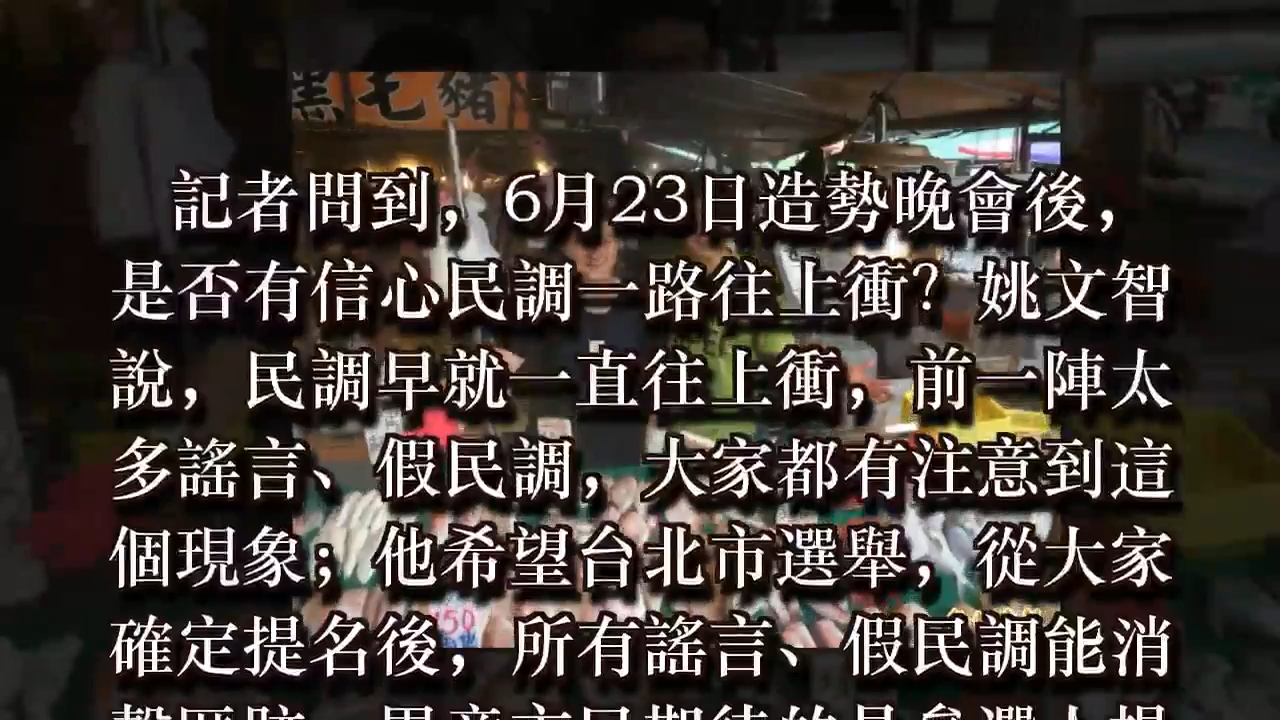 黑毛豬
記者問到，6月23日造勢晚會後，
是否有信心民調一路往上衝？姚文智
說，民調早就一直往上衝，前一陣太
多謠言、假民調，大家都有注意到這
個現象；他希望台北市選舉，從大家
確定提名後，所有謠言、假民調能消